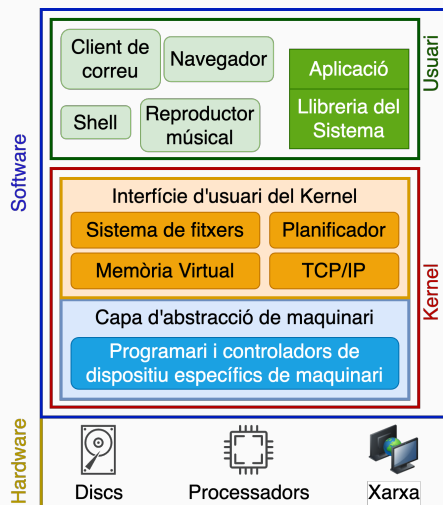 Client de
correu
Navegador
Shell
Reproductor
músical
Aplicació
Llibreria del
Sistema
Usuari
Software
Interfície d'usuari del Kernel
Sistema de fitxers
Planificador
Memòria Virtual
TCP/IP
Kernel
Capa d'abstracció de maquinari
Programari i controladors de
dispositiu específics de maquinari
Hardware
Discs
Processadors
Xarxa